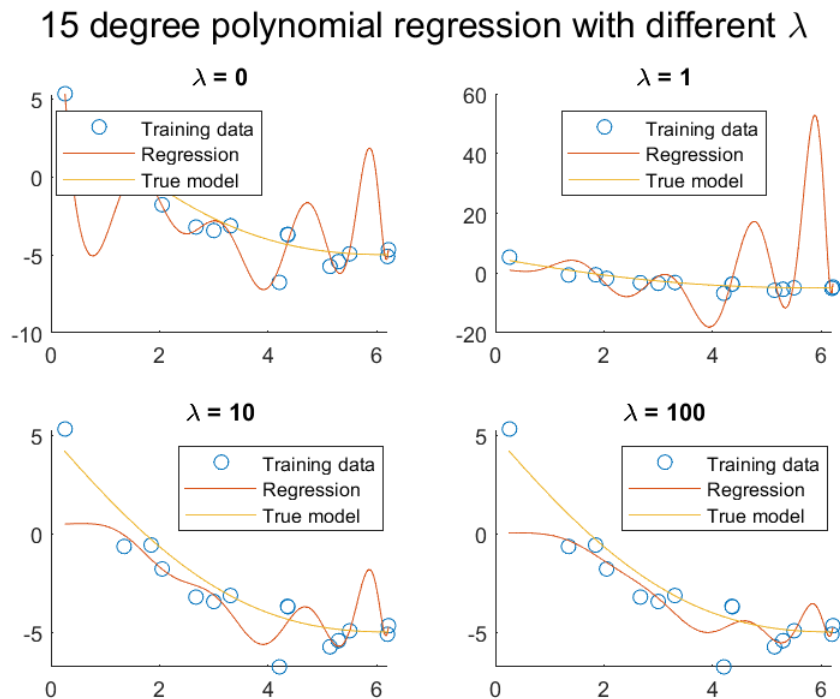 15 degree polynomial regression with different λ
λ = 0
5
0
-5
-10
0 2 4 6
Training data
Regression
True model
λ = 1
60
40
20
0
-20
0 2 4 6
Training data
Regression
True model
λ = 10
5
0
-5
0 2 4 6
Training data
Regression
True model
λ = 100
5
0
-5
0 2 4 6
Training data
Regression
True model